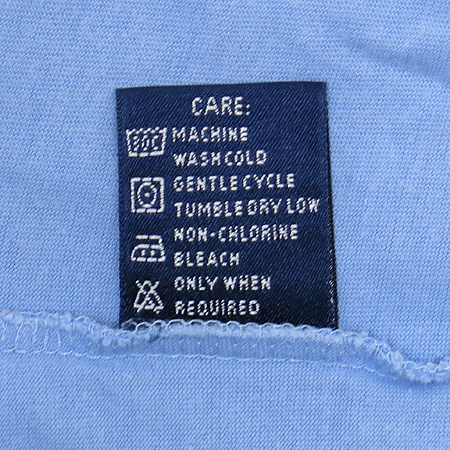 CARE:
30C
MACHINE
WASH COLD
GENTLE CYCLE
TUMBLE DRY LOW
NON-CHLORINE
BLEACH
ONLY WHEN
REQUIRED